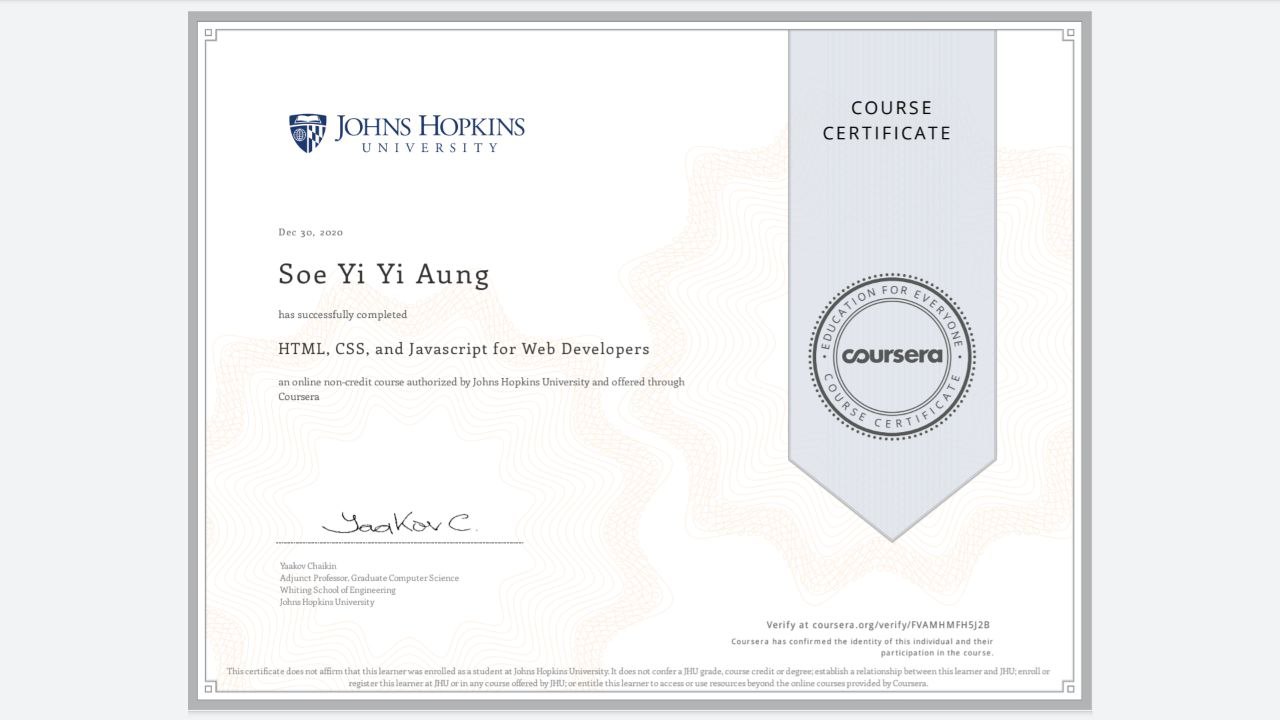 JOHNS HOPKINS
UNIVERSITY
COURSE
CERTIFICATE
Dec 30, 2020
Soe Yi Yi Aung
has successfully completed
HTML, CSS, and Javascript for Web Developers
an online non-credit course authorized by Johns Hopkins University and offered through
Coursera
EDUCATION FOR EVERYONE
coursera
COURSE CERTIFICATE
Yaakov C.
Yaakov Chaikin
Adjunct Professor, Graduate Computer Science
Whiting School of Engineering
Johns Hopkins University
Verify at coursera.org/verify/FVAMHMFH5J2B
Coursera has confirmed the identity of this individual and their
participation in the course.
This certificate does not affirm that this learner was enrolled as a student at Johns Hopkins University. It does not confer a JHU grade, course credit or degree; establish a relationship between this learner and JHU; enroll or
register this learner at JHU or in any course offered by JHU; or entitle this learner to access or use resources beyond the online courses provided by Coursera.